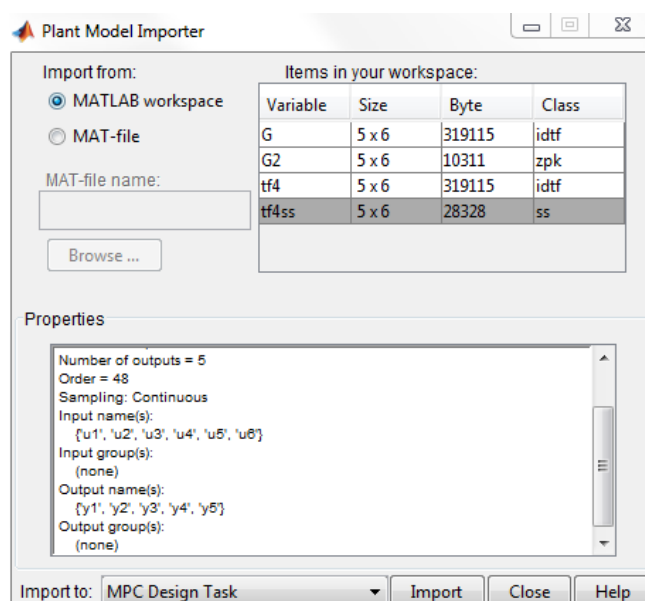 Plant Model Importer
Import from:
MATLAB workspace
MAT-file
MAT-file name:
Browse ...
Items in your workspace:
Variable Size Byte Class
G 5 x 6 319115 idtf
G2 5 x 6 10311 zpk
tf4 5 x 6 319115 idtf
tf4ss 5 x 6 28328 ss
Properties
Number of outputs = 5
Order = 48
Sampling: Continuous
Input name(s):
{'u1', 'u2', 'u3', 'u4', 'u5', 'u6'}
Input group(s):
(none)
Output name(s):
{'y1', 'y2', 'y3', 'y4', 'y5'}
Output group(s):
(none)
Import to: MPC Design Task Import Close Help